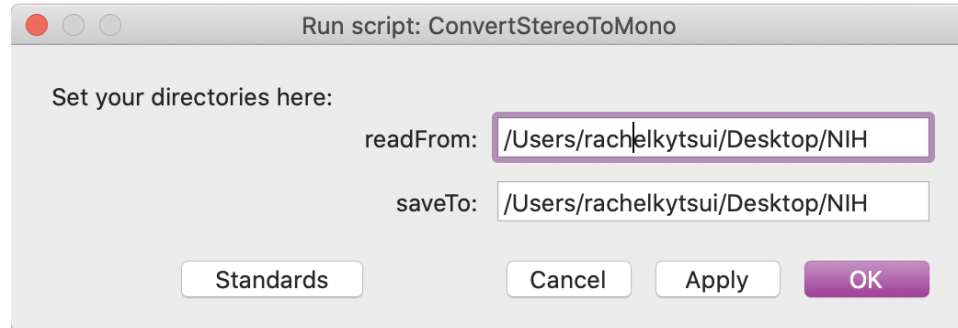 Run script: ConvertStereoToMono
Set your directories here:
readFrom: /Users/rachelkytsui/Desktop/NIH
saveTo: /Users/rachelkytsui/Desktop/NIH
Standards Cancel Apply OK